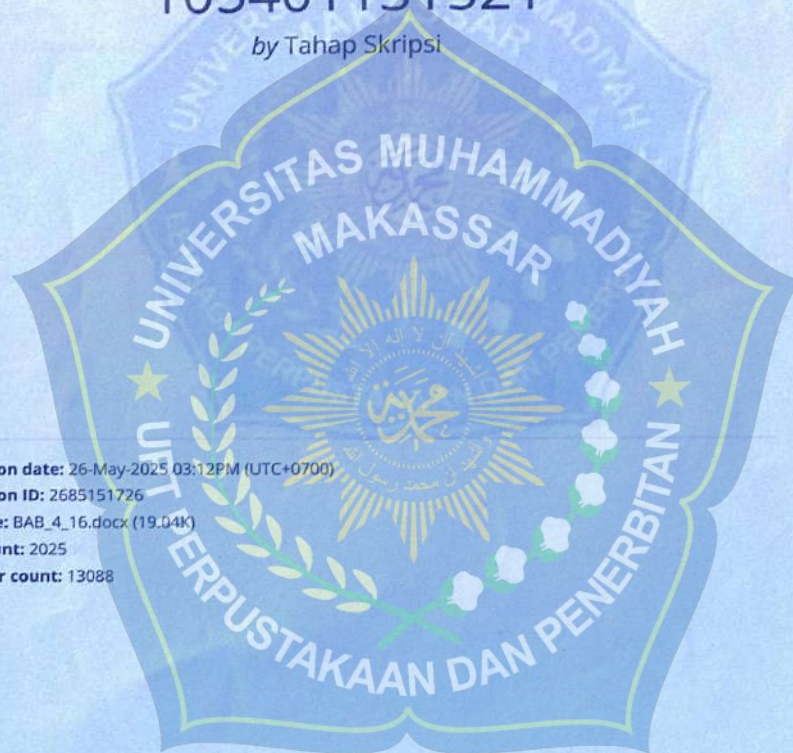 by Tahap Skripsi
UNIVERSITAS MUHAMMADIYAH
MAKASSAR
UPT PERPUSTAKAAN DAN PENERBITAN
on date: 26-May-2025 03:12PM (UTC+0700)
on ID: 2685151726
e: BAB_4_16.docx (19.04K)
nt: 2025
r count: 13088